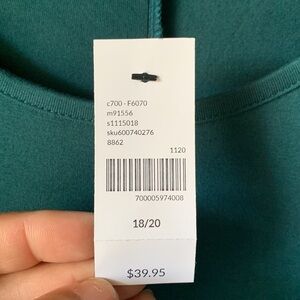 c700 - F6070
m91556
s1115018
sku600740276
8862
1120
700005974008
18/20
$39.95